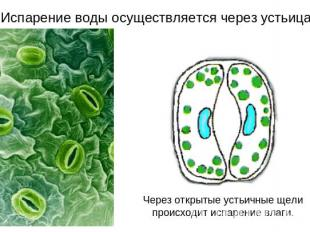 Испарение воды осуществляется через устьица
Через открытые устьичные щели
происходит испарение влаги.